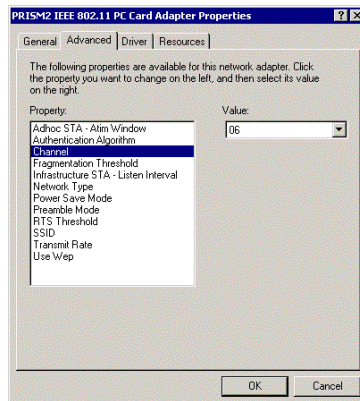 PRISM2 IEEE 802.11 PC Card Adapter Properties
General Advanced Driver Resources
The following properties are available for this network adapter. Click
the property you want to change on the left, and then select its value
on the right.
Property: Value:
Adhoc STA - Atim Window 06
Authentication Algorithm
Channel
Fragmentation Threshold
Infrastructure STA - Listen Interval
Network Type
Power Save Mode
Preamble Mode
RTS Threshold
SSID
Transmit Rate
Use Wep
OK Cancel